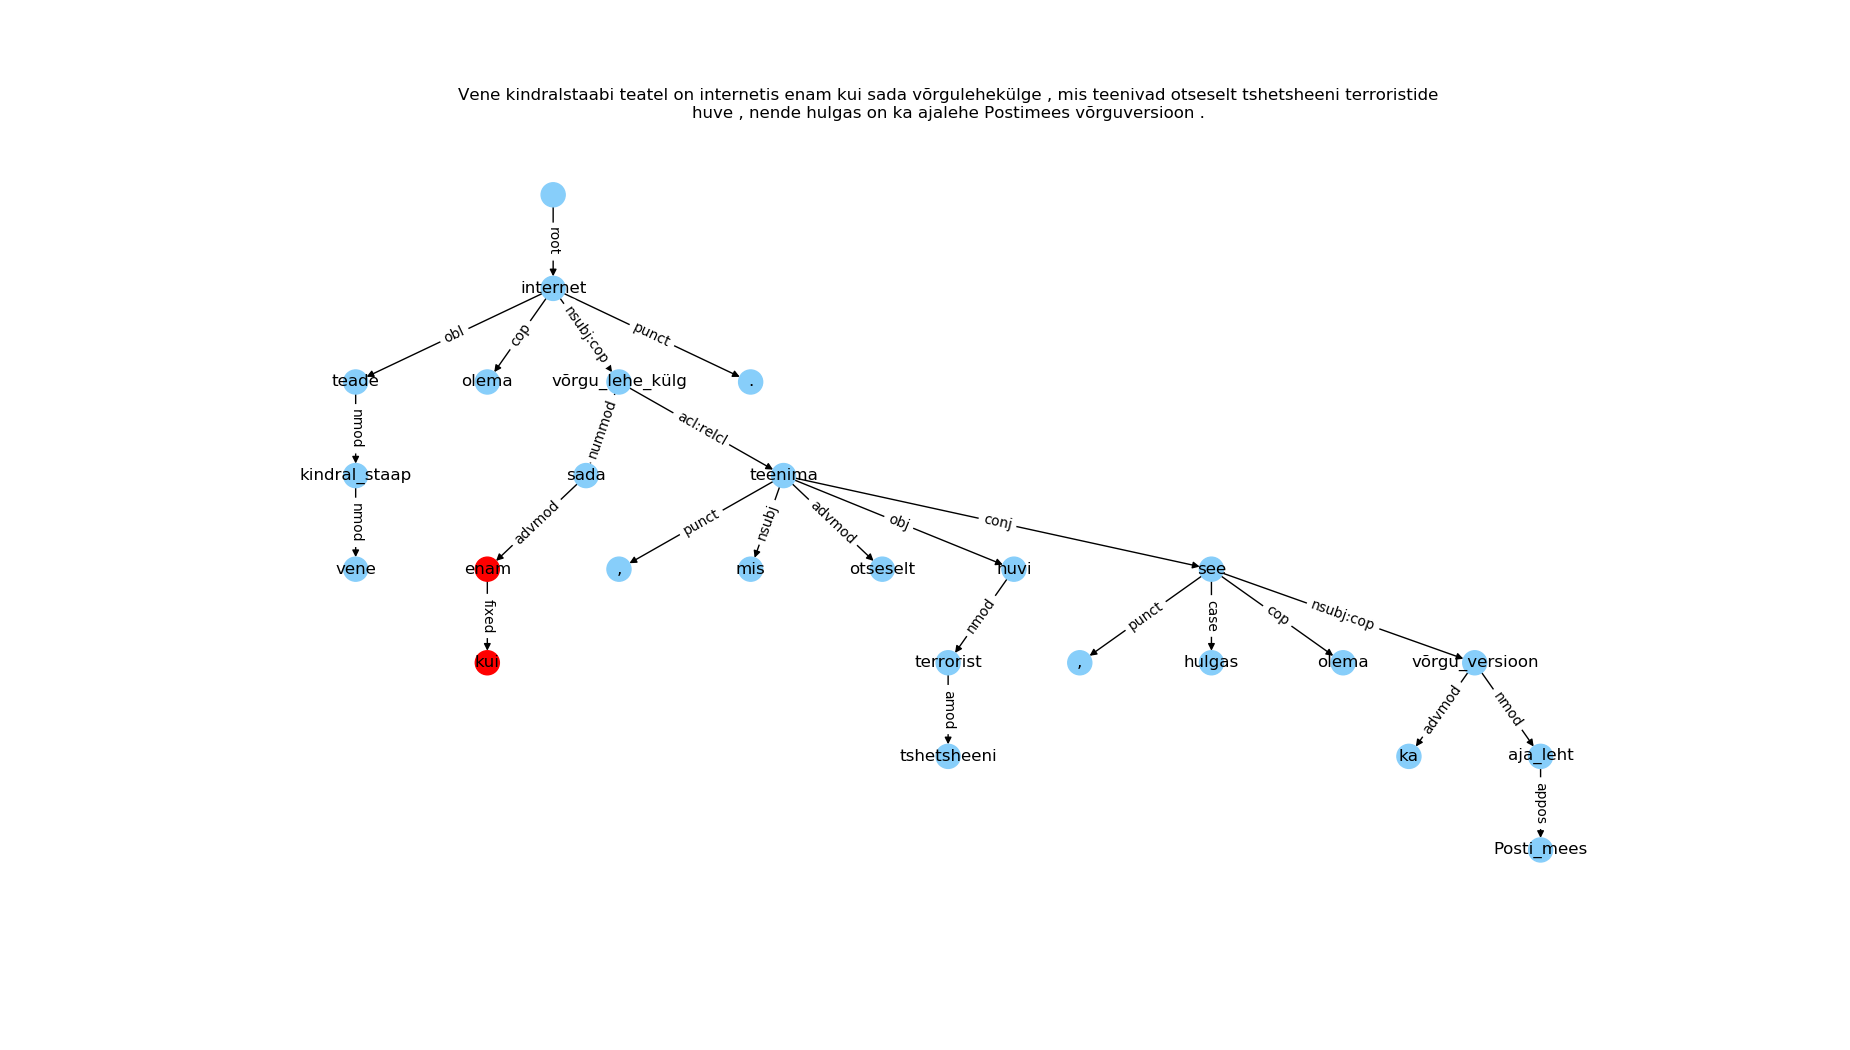 Vene kindralstaabi teatel on internetis enam kui sada võrgulehekülge , mis teenivad otseselt tshetsheeni terroristide
huve , nende hulgas on ka ajalehe Postimees võrguversioon .
root
internet
obl
cop
nsubj:cop
punct
teade
olema
võrgu_lehe_külg
.
nmod
nummod
acl:relcl
kindral_staap
sada
teenima
nmod
advmod
punct
nsubj
advmod
obj
conj
vene
enam
,
mis
otseselt
huvi
see
fixed
nmod
punct
case
cop
nsubj:cop
kui
terrorist
,
hulgas
olema
võrgu_versioon
amod
advmod
nmod
tshetsheeni
ka
aja_leht
appos
Posti_mees